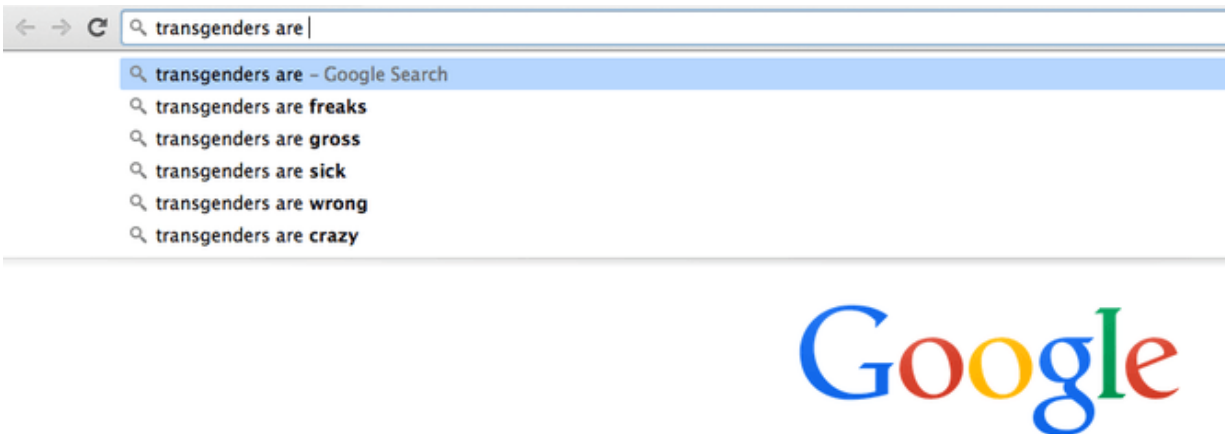 transgenders are
transgenders are – Google Search
transgenders are freaks
transgenders are gross
transgenders are sick
transgenders are wrong
transgenders are crazy
Google